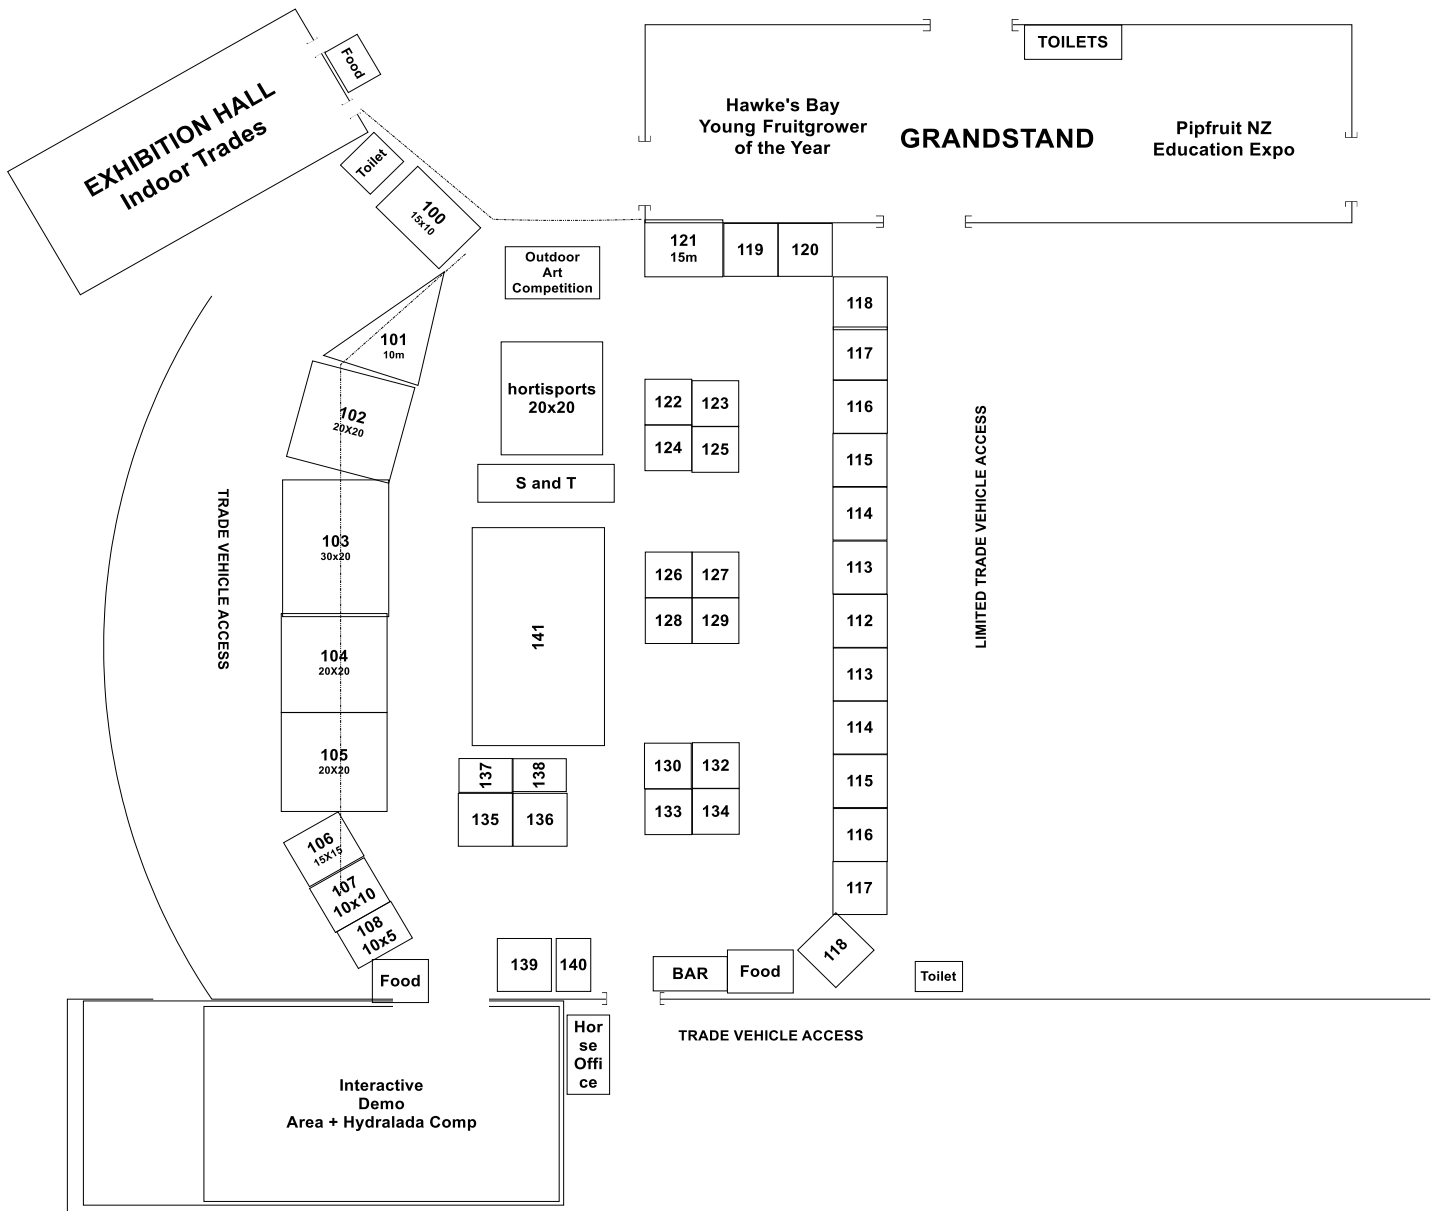 EXHIBITION HALL
Indoor Trades
Food
Toilet
TOILETS
Hawke's Bay
Young Fruitgrower
of the Year
GRANDSTAND
Pipfruit NZ
Education Expo
100
15x10
Outdoor
Art
Competition
121
15m
119
120
118
101
10m
117
hortisports
20x20
102
20X20
122
123
116
124
125
115
LIMITED TRADE VEHICLE ACCESS
S and T
TRADE VEHICLE ACCESS
103
30x20
114
141
126
127
113
128
129
112
104
20X20
113
114
105
20X20
137
138
130
132
115
135
136
133
134
116
106
15X15
107
10x10
117
108
10x5
118
Food
139
140
BAR
Food
Toilet
Hor
se
Offi
ce
TRADE VEHICLE ACCESS
Interactive
Demo
Area + Hydralada Comp